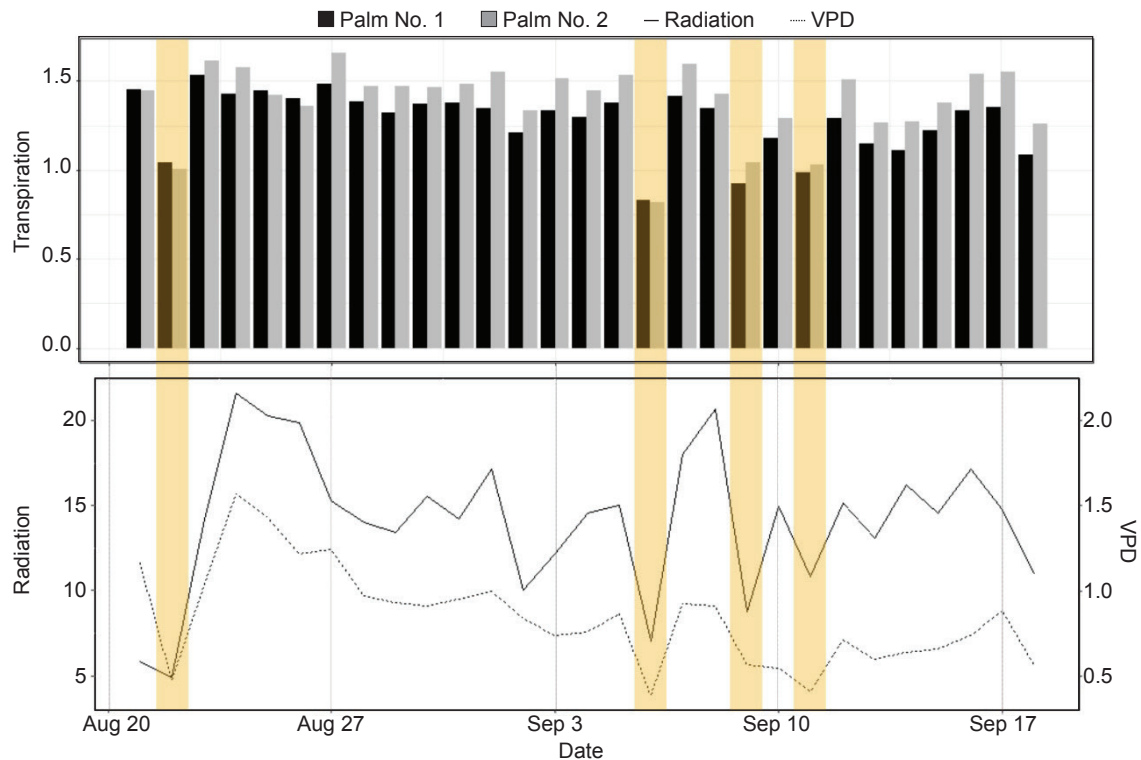 Palm No. 1 Palm No. 2 Radiation VPD
Transpiration
1.5
1.0
0.5
0.0
Radiation
20
15
10
5
2.0
1.5
1.0
0.5
VPD
Aug 20 Aug 27 Sep 3 Sep 10 Sep 17
Date